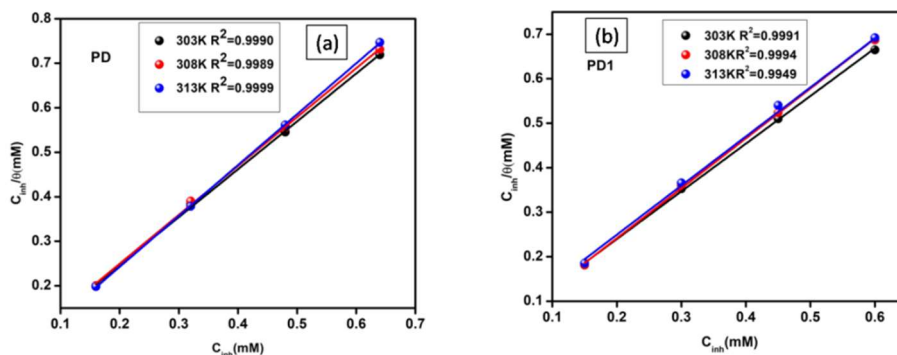 PD
303K R²=0.9990
308K R²=0.9989
313K R²=0.9999
(a)
0.7
0.6
0.5
0.4
0.3
0.2
C_inh/θ(mM)
0.1 0.2 0.3 0.4 0.5 0.6 0.7
C_inh(mM)
(b)
PD1
303K R²=0.9991
308KR²=0.9994
313KR²=0.9949
0.7
0.6
0.5
0.4
0.3
0.2
0.1
C_inh/θ(mM)
0.1 0.2 0.3 0.4 0.5 0.6
C_inh(mM)